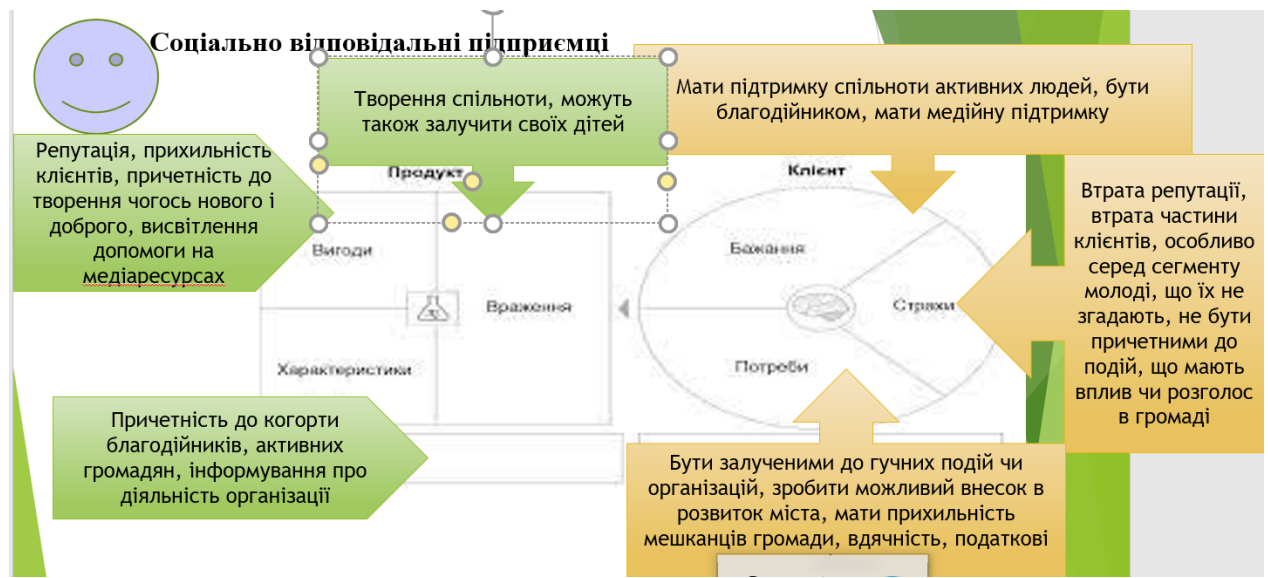 Соціально відповідальні підприємці
Творення спільноти, можуть
також залучити своїх дітей
Мати підтримку спільноти активних людей, бути
благодійником, мати медійну підтримку
Репутація, прихильність
клієнтів, причетність до
творення чогось нового і
доброго, висвітлення
допомоги на
медіаресурсах
Продукт
Вигоди
Враження
Характеристики
Клієнт
Бажання
Страхи
Потреби
Втрата репутації,
втрата частини
клієнтів, особливо
серед сегменту
молоді, що їх не
згадають, не бути
причетними до
подій, що мають
вплив чи розголос
в громаді
Причетність до когорти
благодійників, активних
громадян, інформування про
діяльність організації
Бути залученими до гучних подій чи
організацій, зробити можливий внесок в
розвиток міста, мати прихильність
мешканців громади, вдячність, податкові